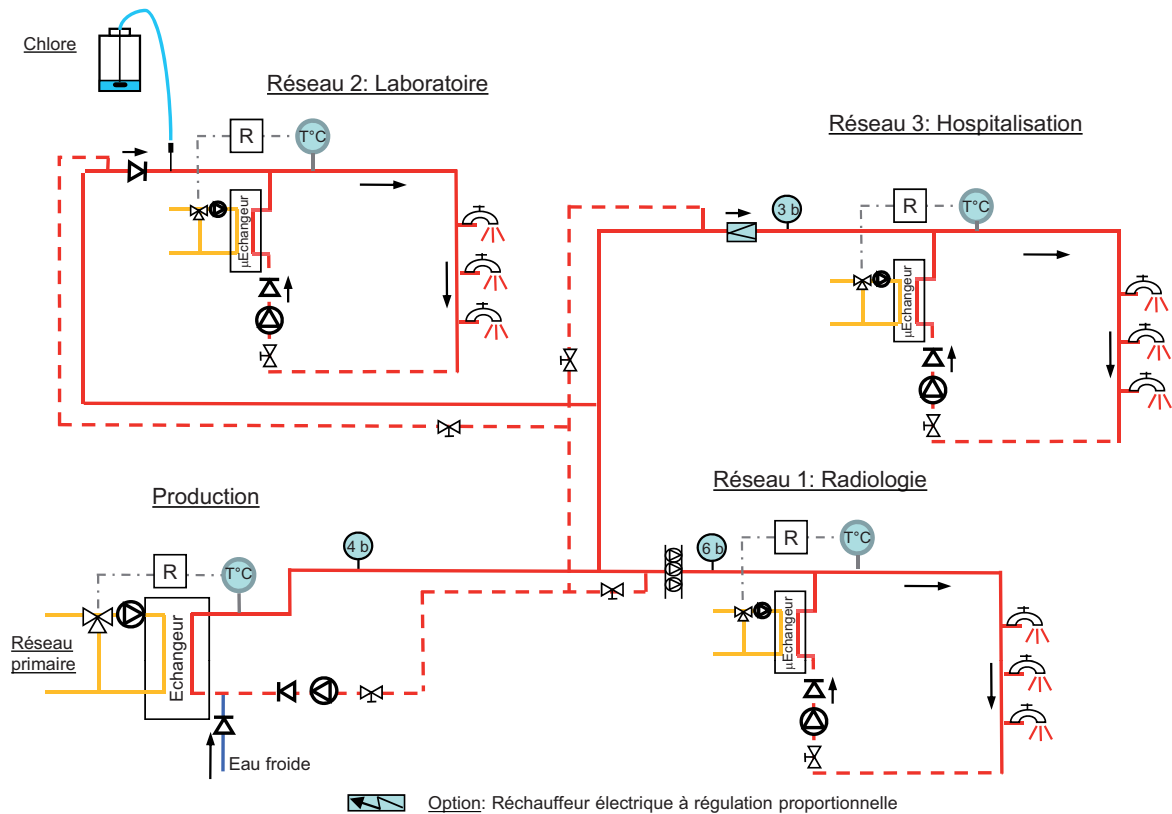 Chlore
Réseau 2: Laboratoire
R
T°C
µEchangeur
Réseau 3: Hospitalisation
3 b
R
T°C
µEchangeur
Production
R
T°C
4 b
Réseau
primaire
Echangeur
Eau froide
Réseau 1: Radiologie
6 b
R
T°C
µEchangeur
Option: Réchauffeur électrique à régulation proportionnelle